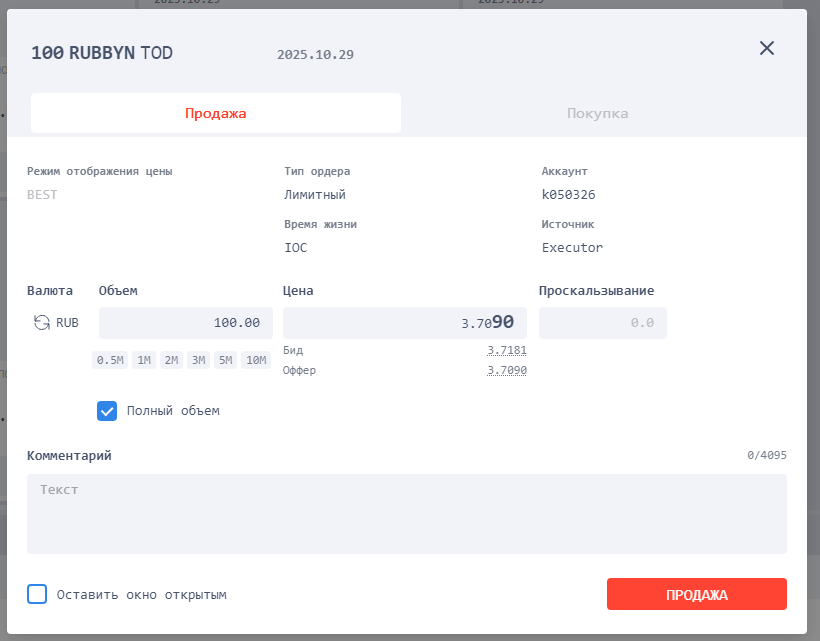 100 RUBBYN TOD 2025.10.29
Продажа Покупка
Режим отображения цены Тип ордера Аккаунт
BEST Лимитный k050326
Время жизни Источник
IOC Executor
Валюта Объем Цена Проскальзывание
RUB 100.00 3.7090 0.0
0.5M 1M 2M 3M 5M 10M Бид 3.7181
Оффер 3.7090
Полный объем
Комментарий 0/4095
Текст
Оставить окно открытым ПРОДАЖА